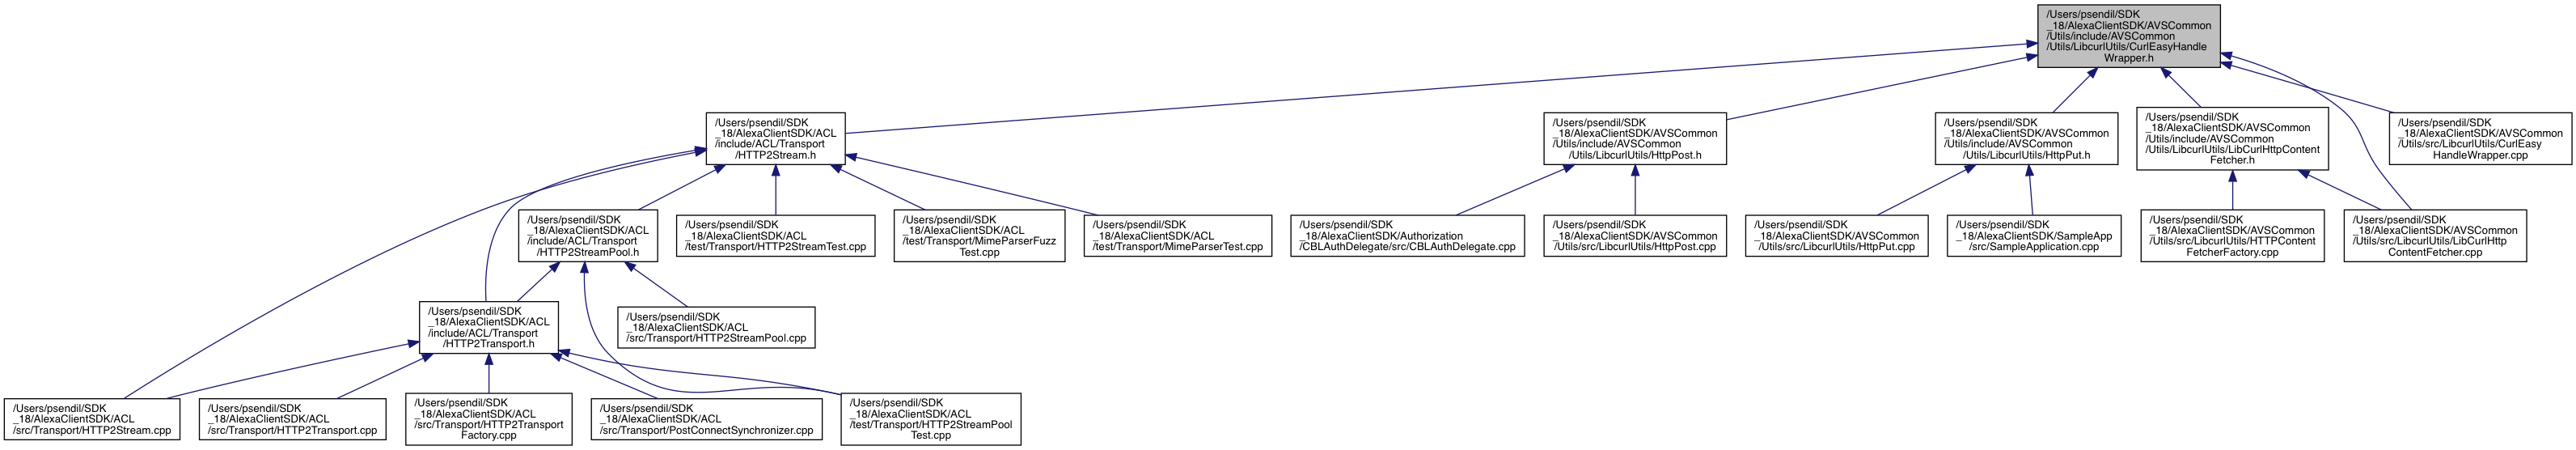 /Users/psendil/SDK
_18/AlexaClientSDK/AVSCommon
/Utils/include/AVSCommon
/Utils/LibcurlUtils/CurlEasyHandle
Wrapper.h
/Users/psendil/SDK
_18/AlexaClientSDK/ACL
/include/ACL/Transport
/HTTP2Stream.h
/Users/psendil/SDK
_18/AlexaClientSDK/AVSCommon
/Utils/include/AVSCommon
/Utils/LibcurlUtils/HttpPost.h
/Users/psendil/SDK
_18/AlexaClientSDK/AVSCommon
/Utils/include/AVSCommon
/Utils/LibcurlUtils/HttpPut.h
/Users/psendil/SDK
_18/AlexaClientSDK/AVSCommon
/Utils/include/AVSCommon
/Utils/LibcurlUtils/LibCurlHttpContent
Fetcher.h
/Users/psendil/SDK
_18/AlexaClientSDK/AVSCommon
/Utils/src/LibcurlUtils/CurlEasy
HandleWrapper.cpp
/Users/psendil/SDK
_18/AlexaClientSDK/ACL
/include/ACL/Transport
/HTTP2StreamPool.h
/Users/psendil/SDK
_18/AlexaClientSDK/ACL
/test/Transport/HTTP2StreamTest.cpp
/Users/psendil/SDK
_18/AlexaClientSDK/ACL
/test/Transport/MimeParserFuzz
Test.cpp
/Users/psendil/SDK
_18/AlexaClientSDK/ACL
/test/Transport/MimeParserTest.cpp
/Users/psendil/SDK
_18/AlexaClientSDK/Authorization
/CBLAuthDelegate/src/CBLAuthDelegate.cpp
/Users/psendil/SDK
_18/AlexaClientSDK/AVSCommon
/Utils/src/LibcurlUtils/HttpPost.cpp
/Users/psendil/SDK
_18/AlexaClientSDK/AVSCommon
/Utils/src/LibcurlUtils/HttpPut.cpp
/Users/psendil/SDK
_18/AlexaClientSDK/SampleApp
/src/SampleApplication.cpp
/Users/psendil/SDK
_18/AlexaClientSDK/AVSCommon
/Utils/src/LibcurlUtils/HTTPContent
FetcherFactory.cpp
/Users/psendil/SDK
_18/AlexaClientSDK/AVSCommon
/Utils/src/LibcurlUtils/LibCurlHttp
ContentFetcher.cpp
/Users/psendil/SDK
_18/AlexaClientSDK/ACL
/include/ACL/Transport
/HTTP2Transport.h
/Users/psendil/SDK
_18/AlexaClientSDK/ACL
/src/Transport/HTTP2StreamPool.cpp
/Users/psendil/SDK
_18/AlexaClientSDK/ACL
/src/Transport/HTTP2Stream.cpp
/Users/psendil/SDK
_18/AlexaClientSDK/ACL
/src/Transport/HTTP2Transport.cpp
/Users/psendil/SDK
_18/AlexaClientSDK/ACL
/src/Transport/HTTP2Transport
Factory.cpp
/Users/psendil/SDK
_18/AlexaClientSDK/ACL
/src/Transport/PostConnectSynchronizer.cpp
/Users/psendil/SDK
_18/AlexaClientSDK/ACL
/test/Transport/HTTP2StreamPool
Test.cpp